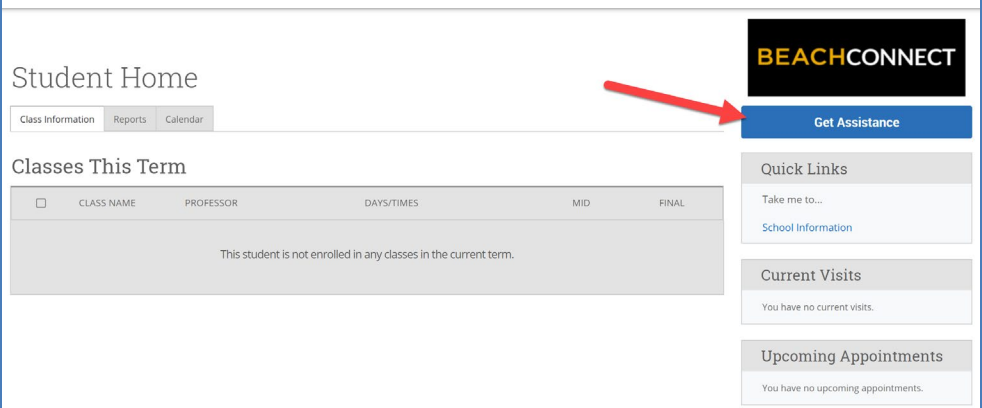 Student Home
Class Information Reports Calendar
Classes This Term
CLASS NAME PROFESSOR DAYS/TIMES MID FINAL
This student is not enrolled in any classes in the current term.
BEACHCONNECT
Get Assistance
Quick Links
Take me to...
School Information
Current Visits
You have no current visits.
Upcoming Appointments
You have no upcoming appointments.